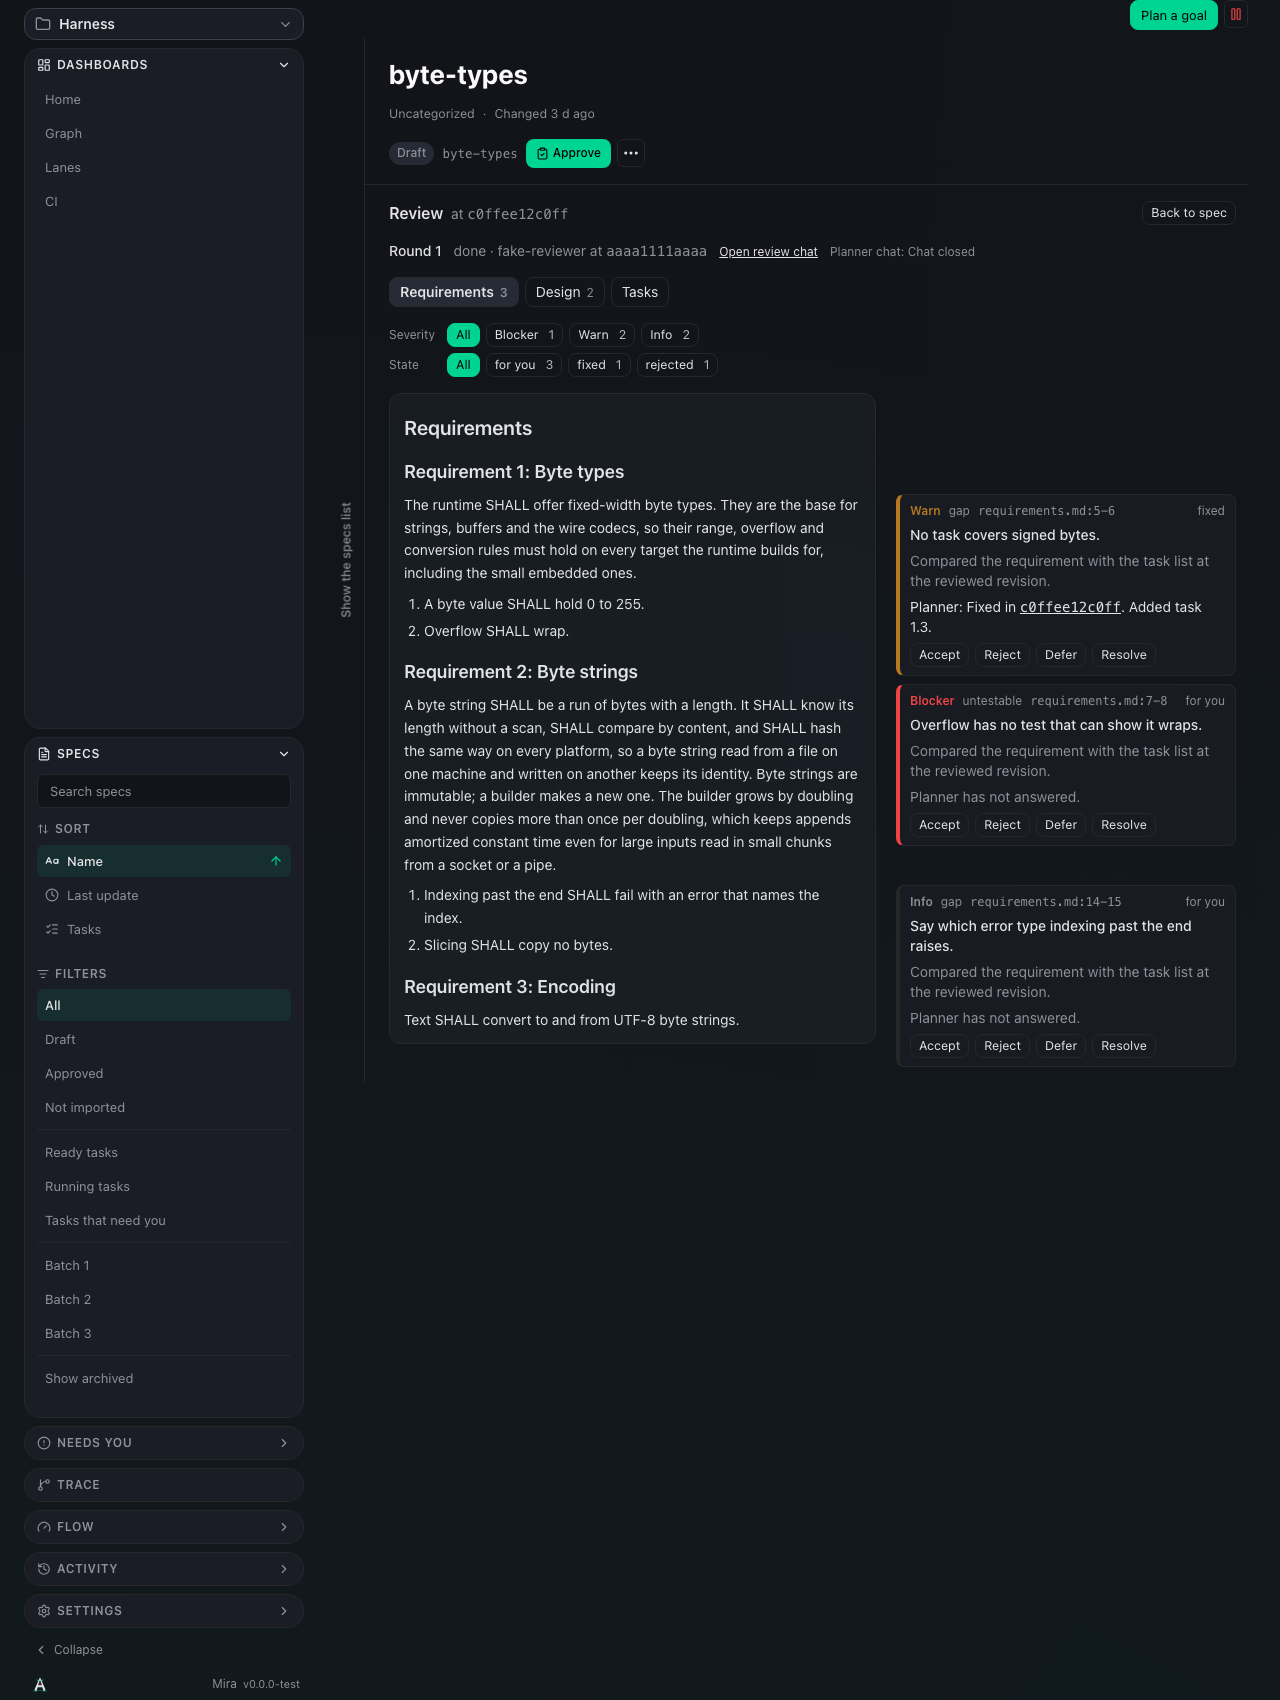 Harness
Plan a goal
DASHBOARDS
Home
Graph
Lanes
CI
SPECS
Search specs
SORT
Name
Last update
Tasks
FILTERS
All
Draft
Approved
Not imported
Ready tasks
Running tasks
Tasks that need you
Batch 1
Batch 2
Batch 3
Show archived
NEEDS YOU
TRACE
FLOW
ACTIVITY
SETTINGS
Collapse
Mira v0.0.0-test
Show the specs list
byte-types
Uncategorized · Changed 3 d ago
Draft byte-types Approve
Review at c0ffee12c0ff Back to spec
Round 1 done · fake-reviewer at aaaa1111aaaa Open review chat Planner chat: Chat closed
Requirements 3 Design 2 Tasks
Severity All Blocker 1 Warn 2 Info 2
State All for you 3 fixed 1 rejected 1
Requirements
Requirement 1: Byte types
The runtime SHALL offer fixed-width byte types. They are the base for
strings, buffers and the wire codecs, so their range, overflow and
conversion rules must hold on every target the runtime builds for,
including the small embedded ones.
1. A byte value SHALL hold 0 to 255.
2. Overflow SHALL wrap.
Requirement 2: Byte strings
A byte string SHALL be a run of bytes with a length. It SHALL know its
length without a scan, SHALL compare by content, and SHALL hash
the same way on every platform, so a byte string read from a file on
one machine and written on another keeps its identity. Byte strings are
immutable; a builder makes a new one. The builder grows by doubling
and never copies more than once per doubling, which keeps appends
amortized constant time even for large inputs read in small chunks
from a socket or a pipe.
1. Indexing past the end SHALL fail with an error that names the
index.
2. Slicing SHALL copy no bytes.
Requirement 3: Encoding
Text SHALL convert to and from UTF-8 byte strings.
Warn gap requirements.md:5–6 fixed
No task covers signed bytes.
Compared the requirement with the task list at
the reviewed revision.
Planner: Fixed in c0ffee12c0ff. Added task
1.3.
Accept Reject Defer Resolve
Blocker untestable requirements.md:7–8 for you
Overflow has no test that can show it wraps.
Compared the requirement with the task list at
the reviewed revision.
Planner has not answered.
Accept Reject Defer Resolve
Info gap requirements.md:14–15 for you
Say which error type indexing past the end
raises.
Compared the requirement with the task list at
the reviewed revision.
Planner has not answered.
Accept Reject Defer Resolve